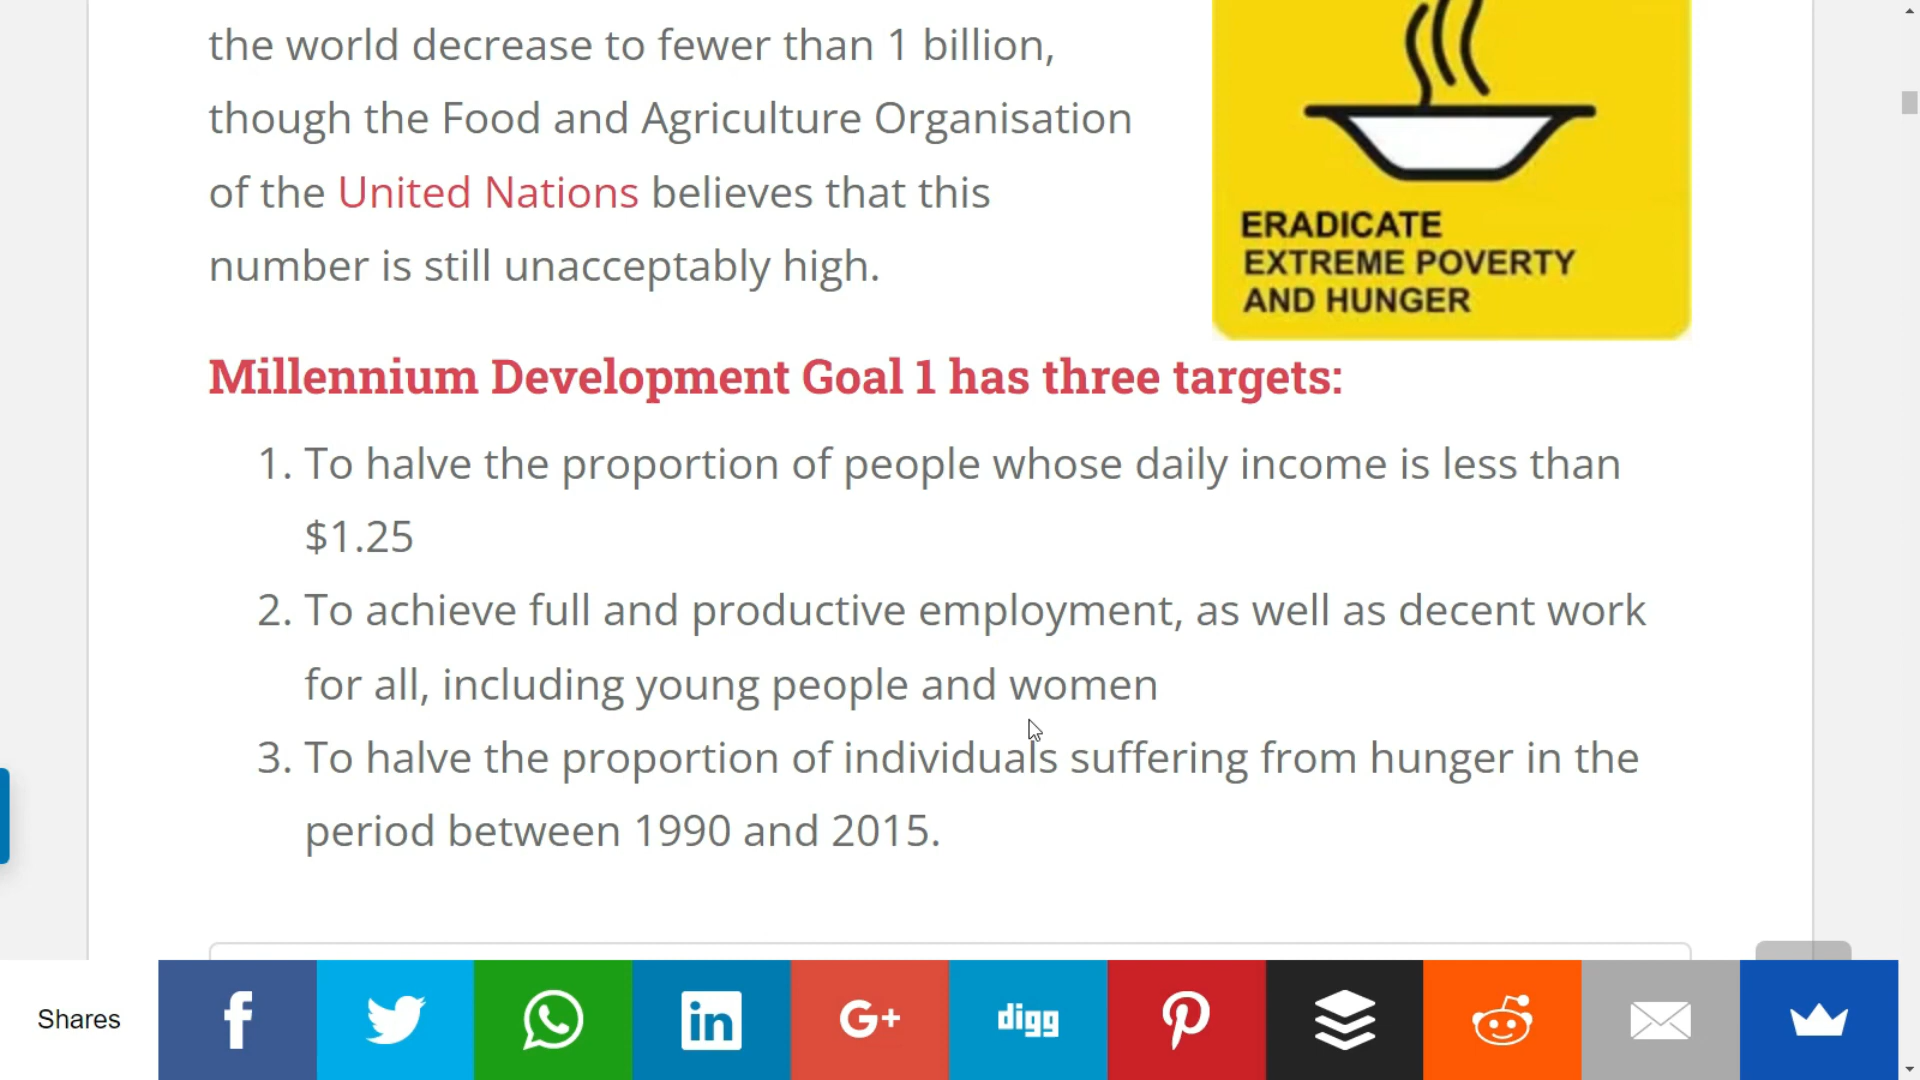 the world decrease to fewer than 1 billion,
though the Food and Agriculture Organisation
of the United Nations believes that this
number is still unacceptably high.
ERADICATE
EXTREME POVERTY
AND HUNGER
Millennium Development Goal 1 has three targets:
1. To halve the proportion of people whose daily income is less than
$1.25
2. To achieve full and productive employment, as well as decent work
for all, including young people and women
3. To halve the proportion of individuals suffering from hunger in the
period between 1990 and 2015.
Shares
f
in
G+
digg